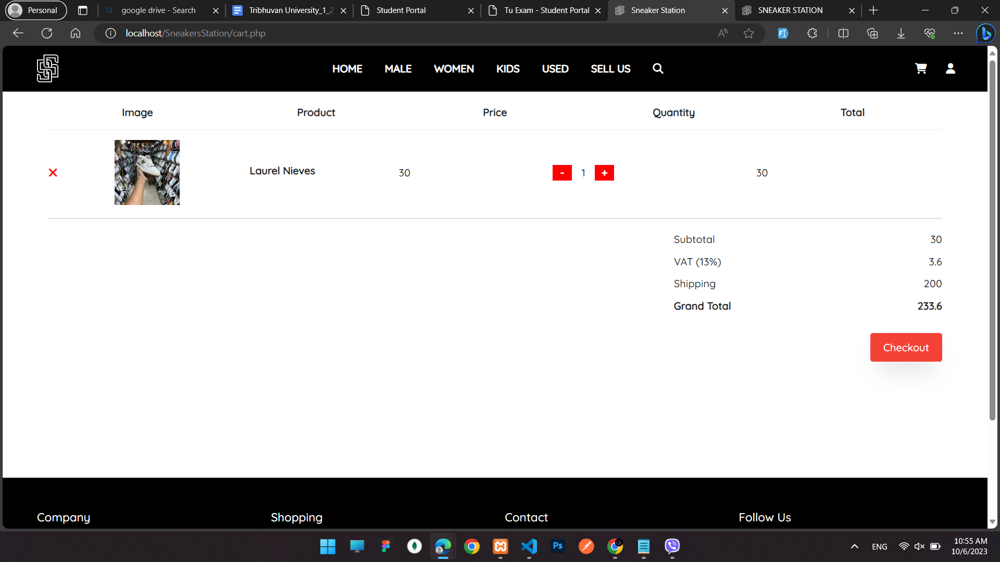 Personal
google drive - Search
Tribhuvan University_1_2
Student Portal
Tu Exam - Student Portal
Sneaker Station
SNEAKER STATION
localhost/SneakersStation/cart.php
HOME MALE WOMEN KIDS USED SELL US
Image Product Price Quantity Total
Laurel Nieves 30 - 1 + 30
Subtotal 30
VAT (13%) 3.6
Shipping 200
Grand Total 233.6
Checkout
Company Shopping Contact Follow Us
Ps
ENG
10:55 AM
10/6/2023